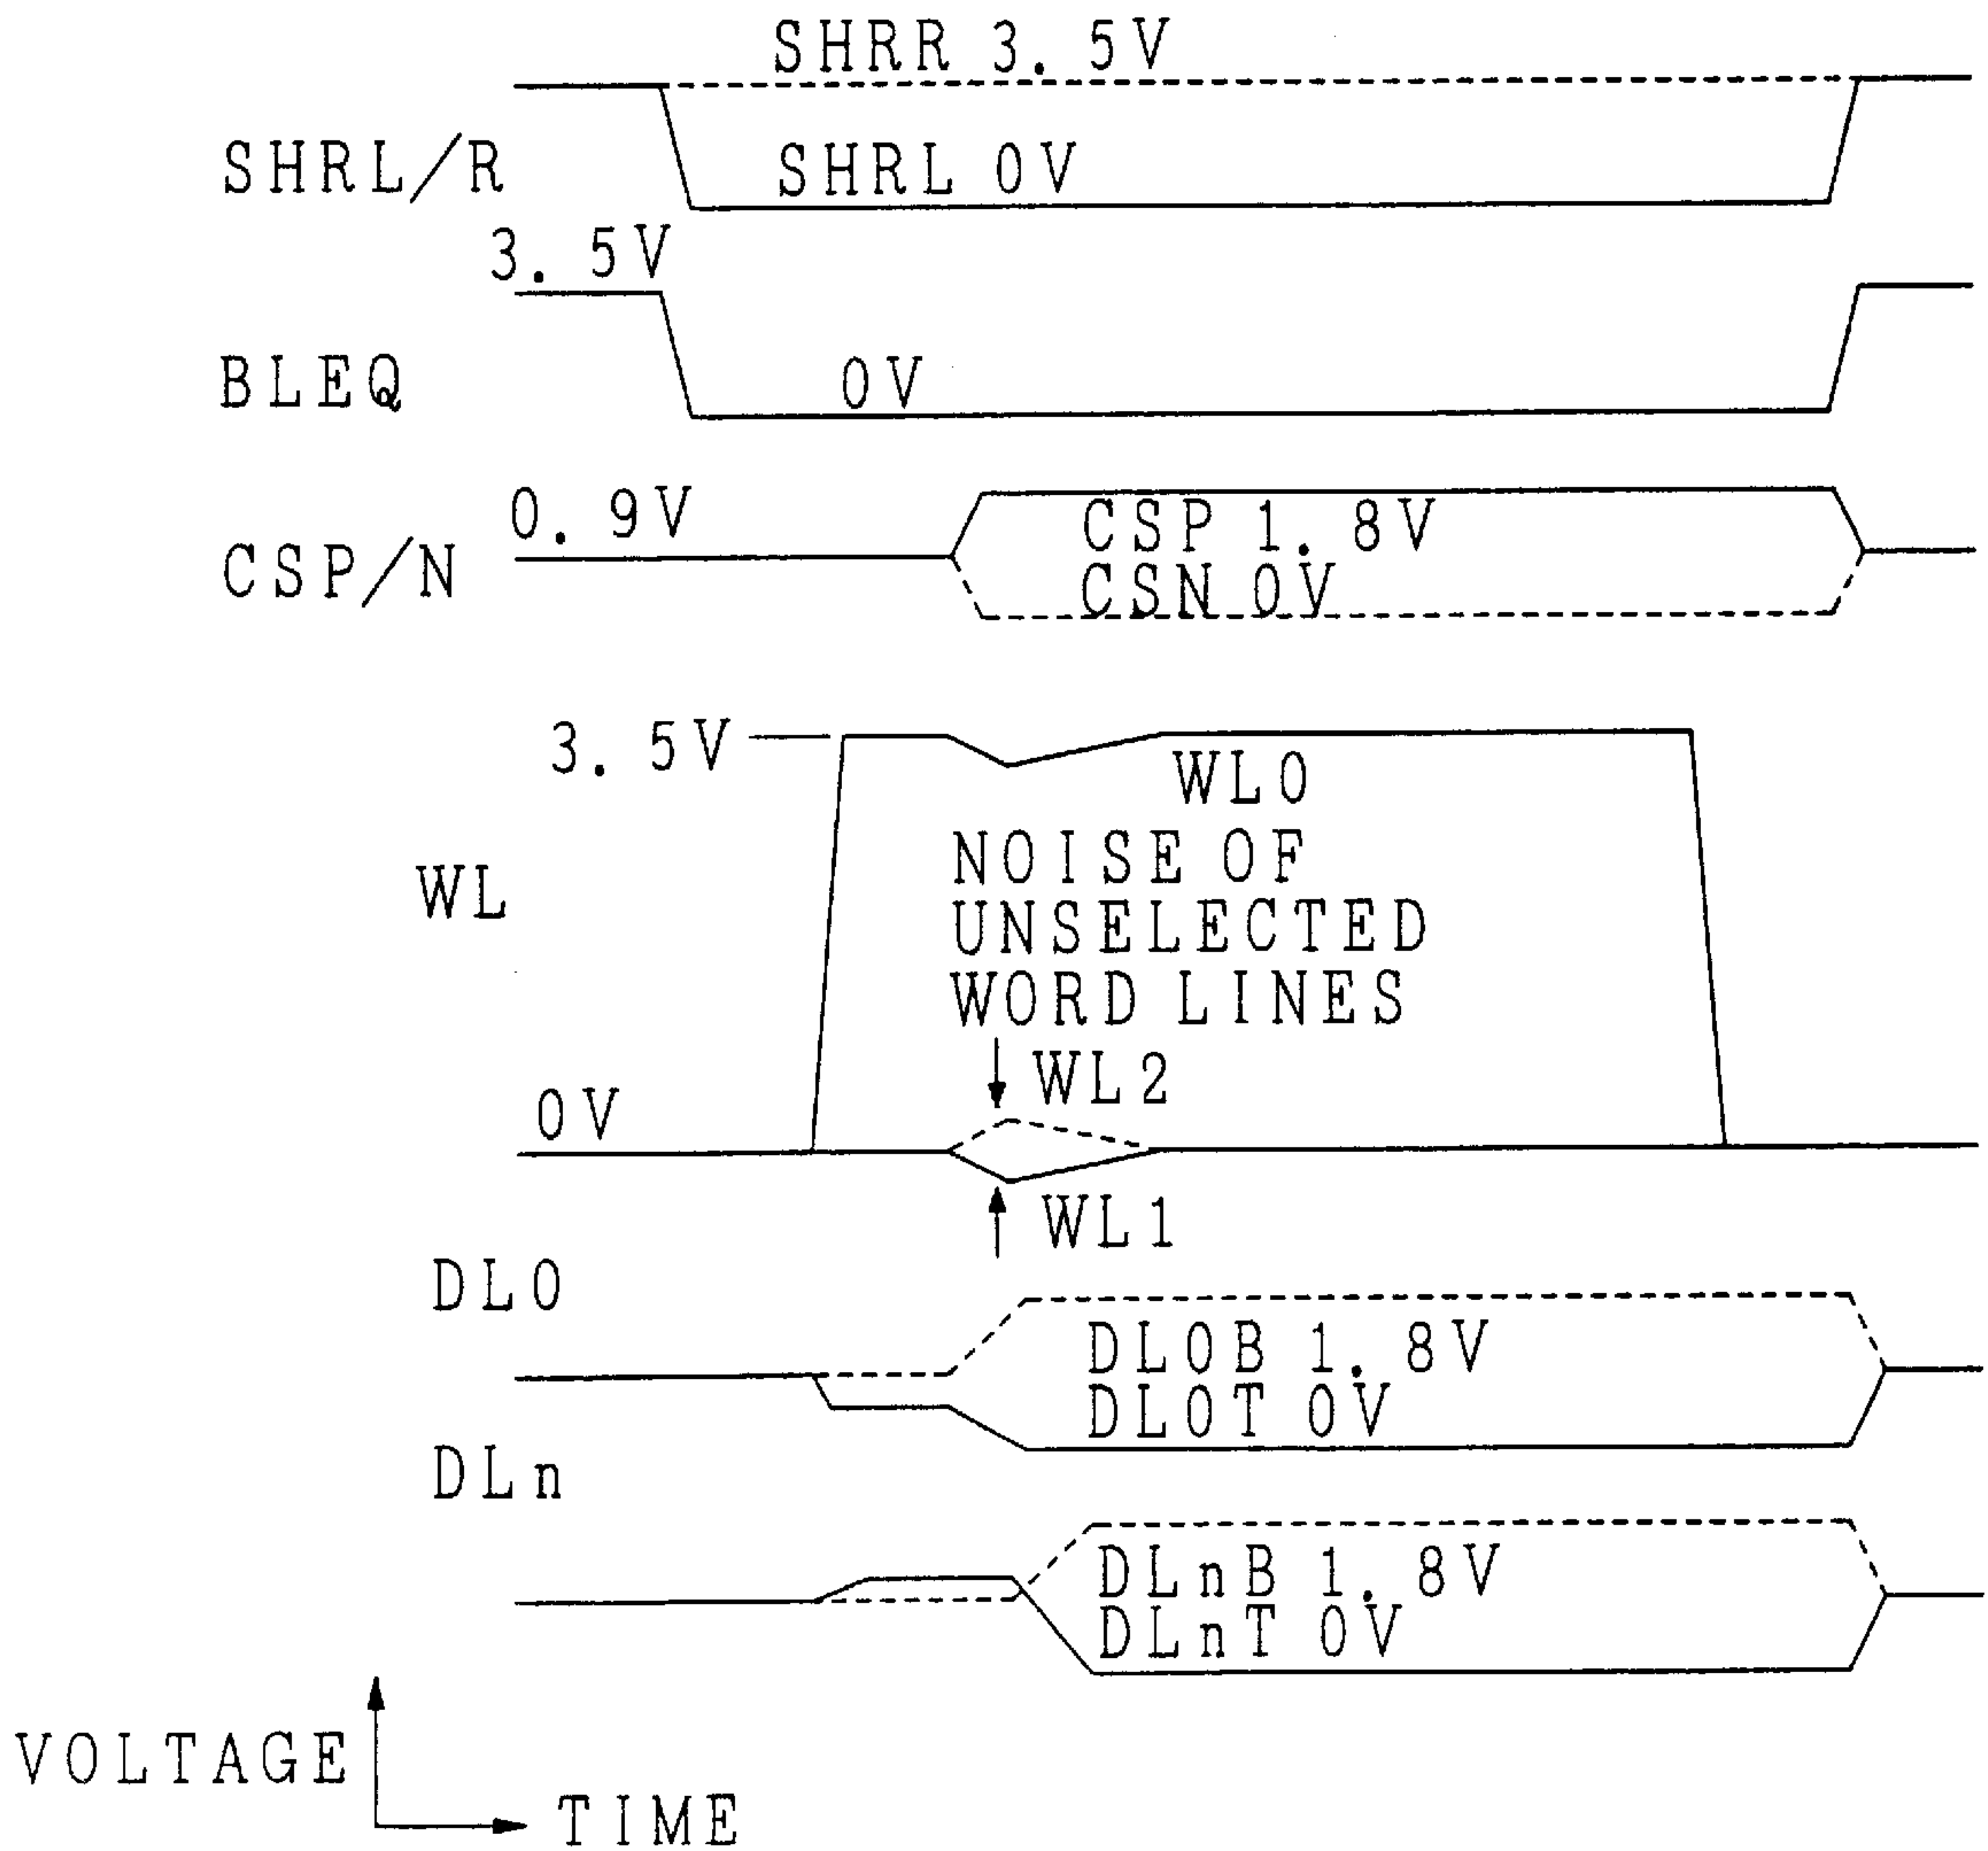 SHRR 3.5V
SHRL/R
SHRL 0V
3.5V
BLEQ
0V
0.9V
CSP 1.8V
CSP/N
CSN 0V
3.5V
WL0
NOISE OF
UNSELECTED
WORD LINES
WL
WL2
0V
WL1
DL0
DL0B 1.8V
DL0T 0V
DLn
DLnB 1.8V
DLnT 0V
VOLTAGE
TIME